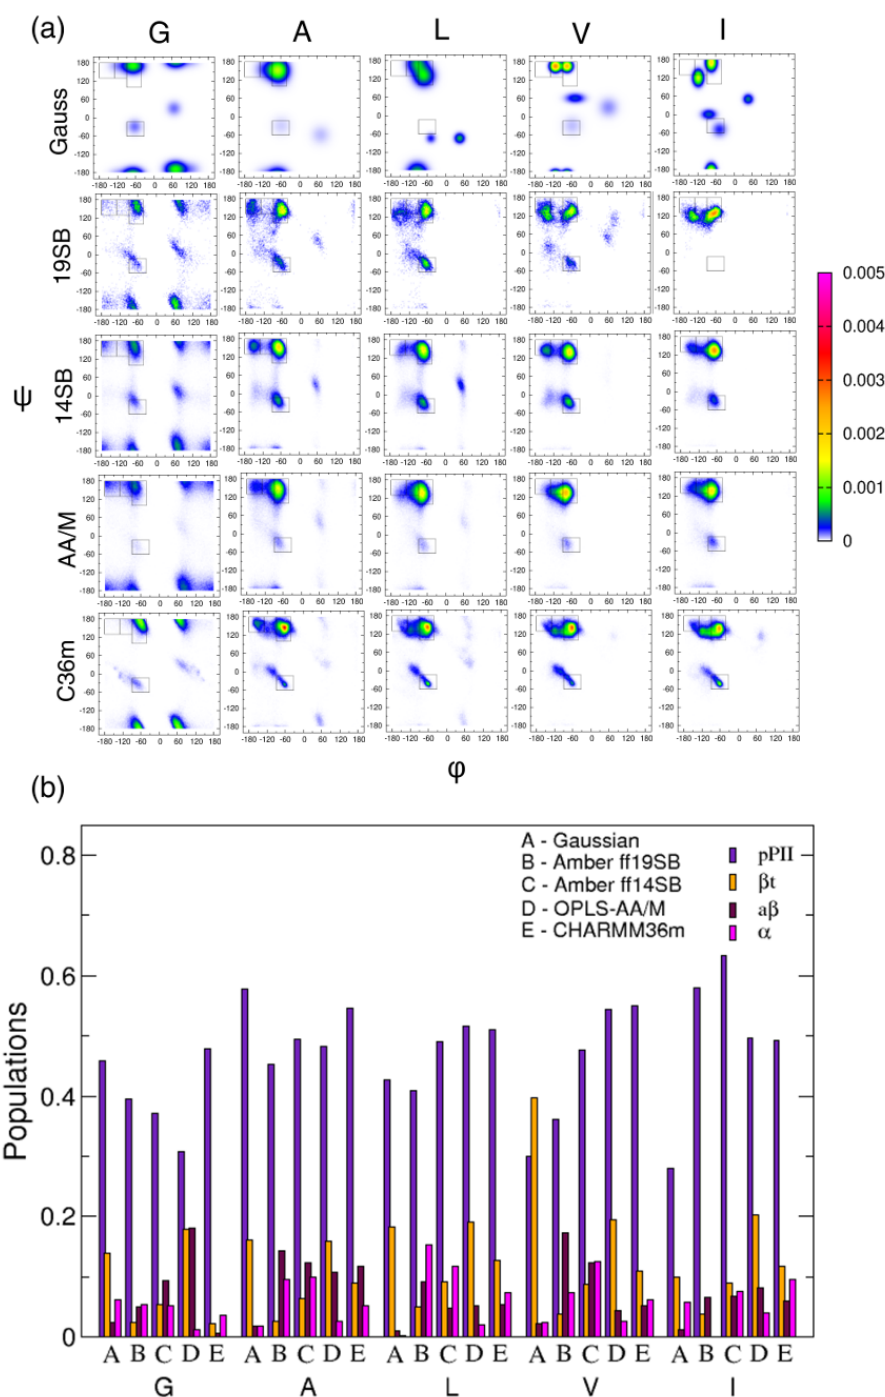 (a)
G A L V I
Gauss
19SB
14SB
AA/M
C36m
ψ
180
120
60
0
-60
-120
-180
-180 -120 -60 0 60 120 180
0.005
0.004
0.003
0.002
0.001
0
φ
(b)
A - Gaussian
B - Amber ff19SB
C - Amber ff14SB
D - OPLS-AA/M
E - CHARMM36m
pPII
βt
aβ
α
Populations
0.8
0.6
0.4
0.2
0
A B C D E A B C D E A B C D E A B C D E A B C D E
G A L V I